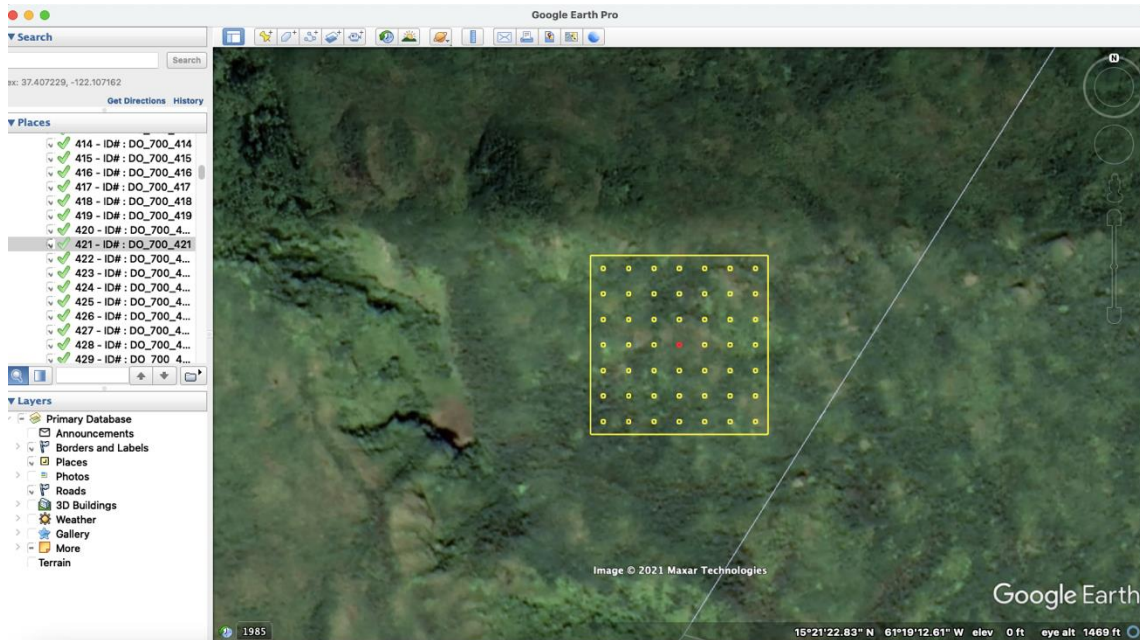 Google Earth Pro
Search
Search
ex: 37.407229, -122.107162
Get Directions History
Places
414 - ID# : DO_700_414
415 - ID# : DO_700_415
416 - ID# : DO_700_416
417 - ID# : DO_700_417
418 - ID# : DO_700_418
419 - ID# : DO_700_419
420 - ID# : DO_700_4...
421 - ID# : DO_700_421
422 - ID# : DO_700_4...
423 - ID# : DO_700_4...
424 - ID# : DO_700_4...
425 - ID# : DO_700_4...
426 - ID# : DO_700_4...
427 - ID# : DO_700_4...
428 - ID# : DO_700_4...
429 - ID# : DO 700 4...
Layers
Primary Database
Announcements
Borders and Labels
Places
Photos
Roads
3D Buildings
Weather
Gallery
More
Terrain
N
Image © 2021 Maxar Technologies
Google Earth
1985
15°21'22.83" N 61°19'12.61" W elev 0 ft eye alt 1469 ft